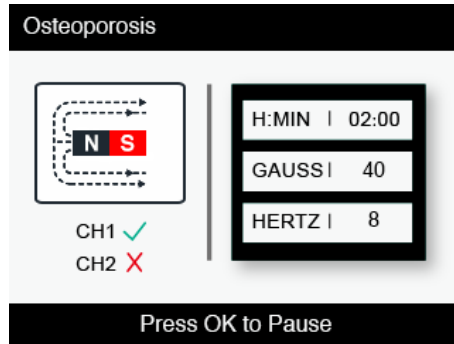 Osteoporosis
N S
CH1
CH2
H:MIN | 02:00
GAUSS | 40
HERTZ | 8
Press OK to Pause